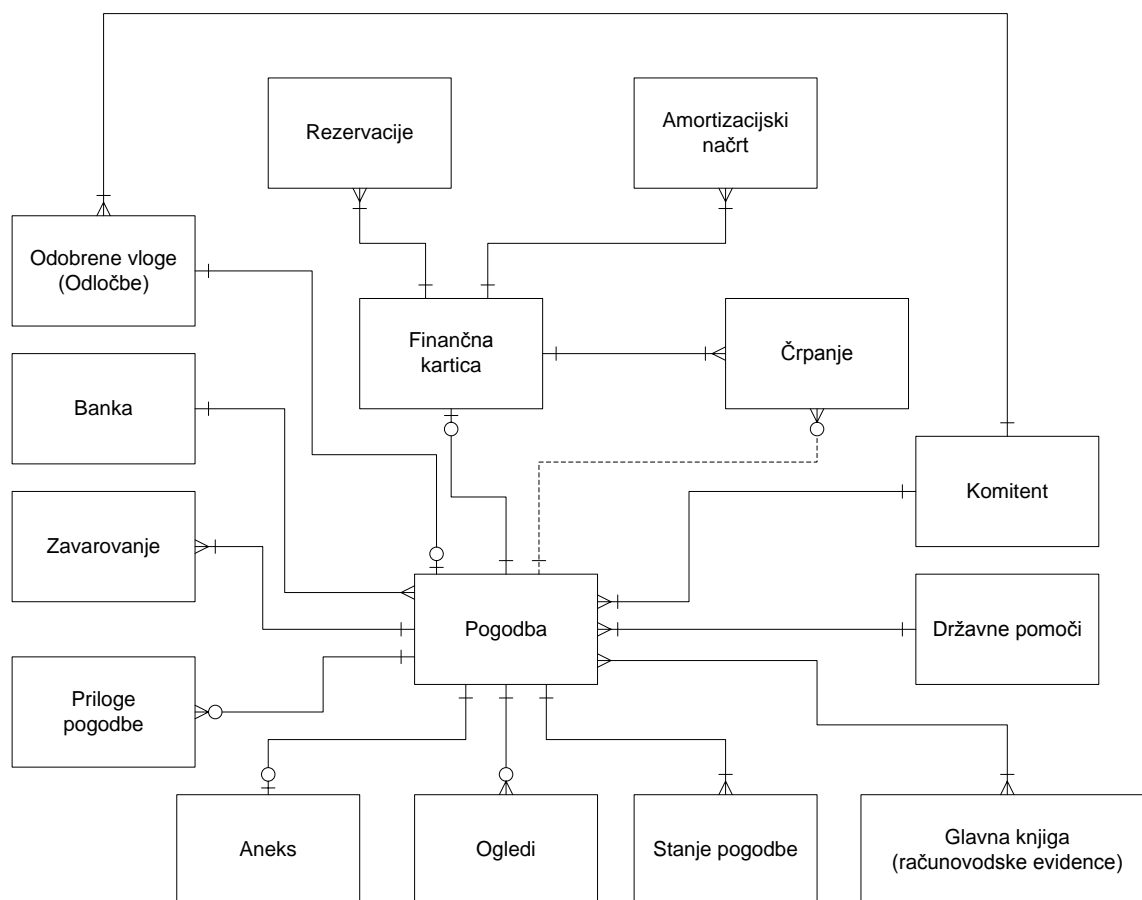 Rezervacije
Amortizacijski
načrt
Odobrene vloge
(Odločbe)
Finančna
kartica
Črpanje
Banka
Komitent
Zavarovanje
Pogodba
Državne pomoči
Priloge
pogodbe
Aneks
Ogledi
Stanje pogodbe
Glavna knjiga
(računovodske evidence)